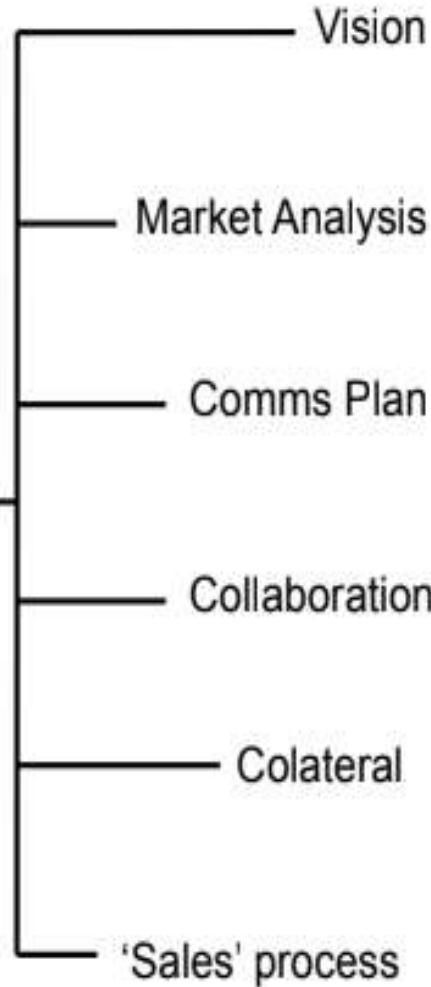 Vision
Market Analysis
Comms Plan
Collaboration
Colateral
‘Sales’ process